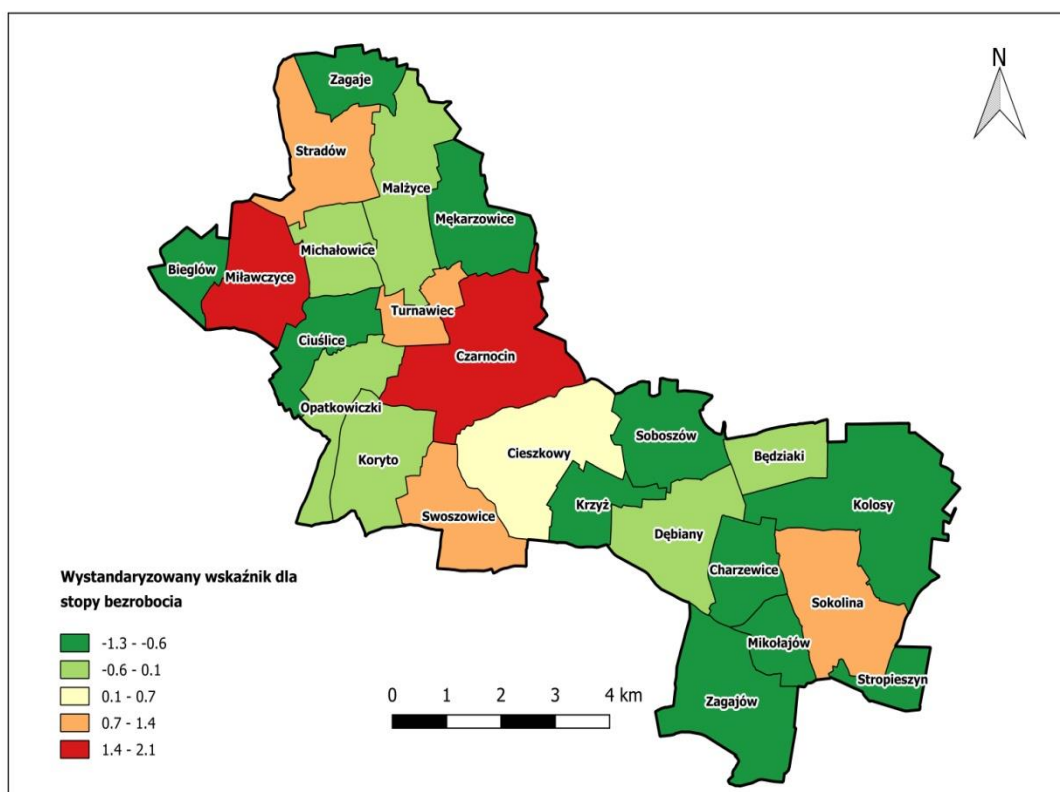 N
Zagaje
Stradów
Malżyce
Mękarzowice
Michałowice
Bieglów
Miławczyce
Turnawiec
Ciuślice
Czarnocin
Opatkowiczki
Koryto
Cieszkowy
Soboszów
Będziaki
Krzyż
Kolosy
Swoszowice
Dębiany
Charzewice
Sokolina
Mikołajów
Stropieszyn
Zagajów
Wystandaryzowany wskaźnik dla
stopy bezrobocia
-1.3 - -0.6
-0.6 - 0.1
0.1 - 0.7
0.7 - 1.4
1.4 - 2.1
0 1 2 3 4 km